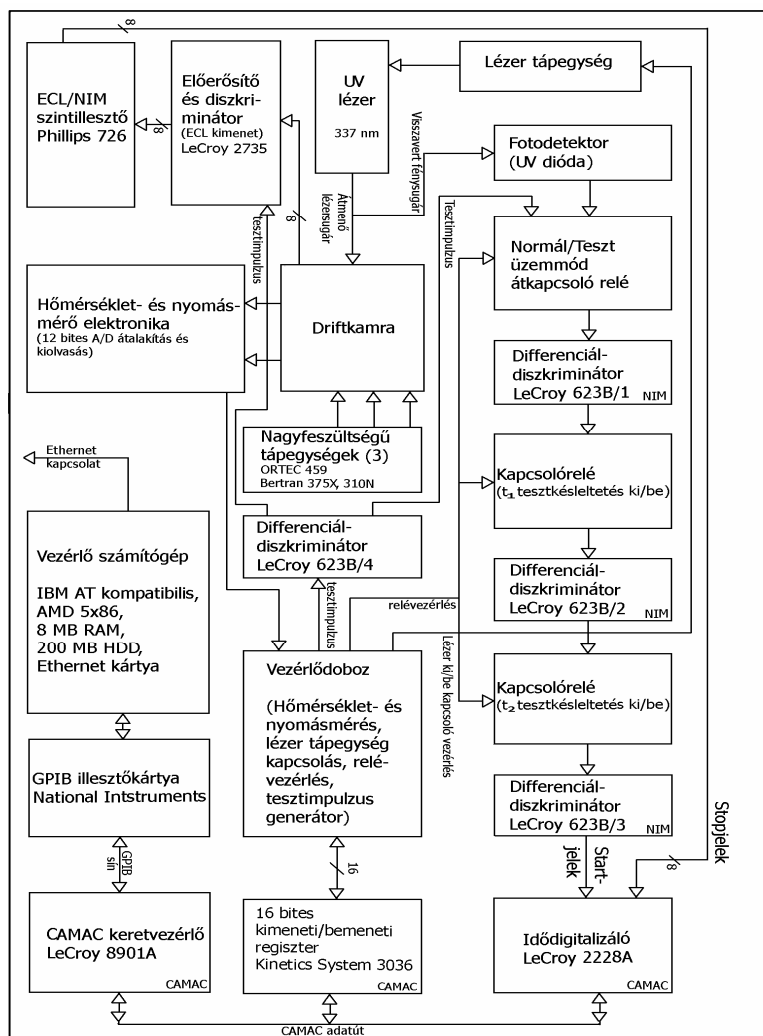 8
ECL/NIM
szintillesztő
Phillips 726
8
Előerősítő
és diszkri-
minátor
(ECL kimenet)
LeCroy 2735
UV
lézer
337 nm
Lézer tápegység
Visszavert fénysugár
Fotodetektor
(UV dióda)
Átmenő
lézersugár
8
tesztimpulzus
Tesztimpulzus
Normál/Teszt
üzemmód
átkapcsoló relé
Hőmérséklet- és nyomás-
mérő elektronika
(12 bites A/D átalakítás és
kiolvasás)
Driftkamra
Differenciál-
diszkriminátor
LeCroy 623B/1
NIM
Nagyfeszültségű
tápegységek (3)
ORTEC 459
Bertran 375X, 310N
Ethernet
kapcsolat
Kapcsolórelé
(t1 tesztkésleltetés ki/be)
Differenciál-
diszkriminátor
LeCroy 623B/4
Vezérlő számítógép
IBM AT kompatibilis,
AMD 5x86,
8 MB RAM,
200 MB HDD,
Ethernet kártya
tesztimpulzus
relévezérlés
Differenciál-
diszkriminátor
LeCroy 623B/2
NIM
Vezérlődoboz
(Hőmérséklet- és
nyomásmérés,
lézer tápegység
kapcsolás, relé-
vezérlés,
tesztimpulzus
generátor)
Lézer ki/be kapcsoló vezérlés
Kapcsolórelé
(t2 tesztkésleltetés ki/be)
GPIB illesztőkártya
National Intstruments
Differenciál-
diszkriminátor
LeCroy 623B/3
NIM
GPIB
sín
16
Start-
jelek
8
Stopjelek
CAMAC keretvezérlő
LeCroy 8901A
CAMAC
16 bites
kimeneti/bemeneti
regiszter
Kinetics System 3036
CAMAC
Idődigitalizáló
LeCroy 2228A
CAMAC
CAMAC adatút